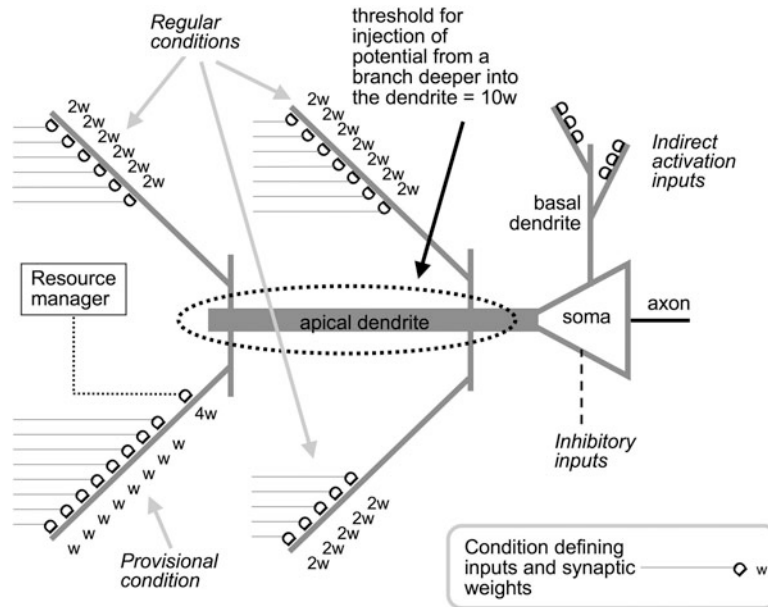 Regular
conditions
threshold for
injection of
potential from a
branch deeper into
the dendrite = 10w
2w
2w
2w
2w
2w
2w
2w
2w
2w
2w
2w
2w
2w
Indirect
activation
inputs
basal
dendrite
Resource
manager
apical dendrite
soma
axon
4w
w
w
w
w
w
w
w
w
Inhibitory
inputs
2w
2w
2w
2w
2w
Provisional
condition
Condition defining
inputs and synaptic
weights
w